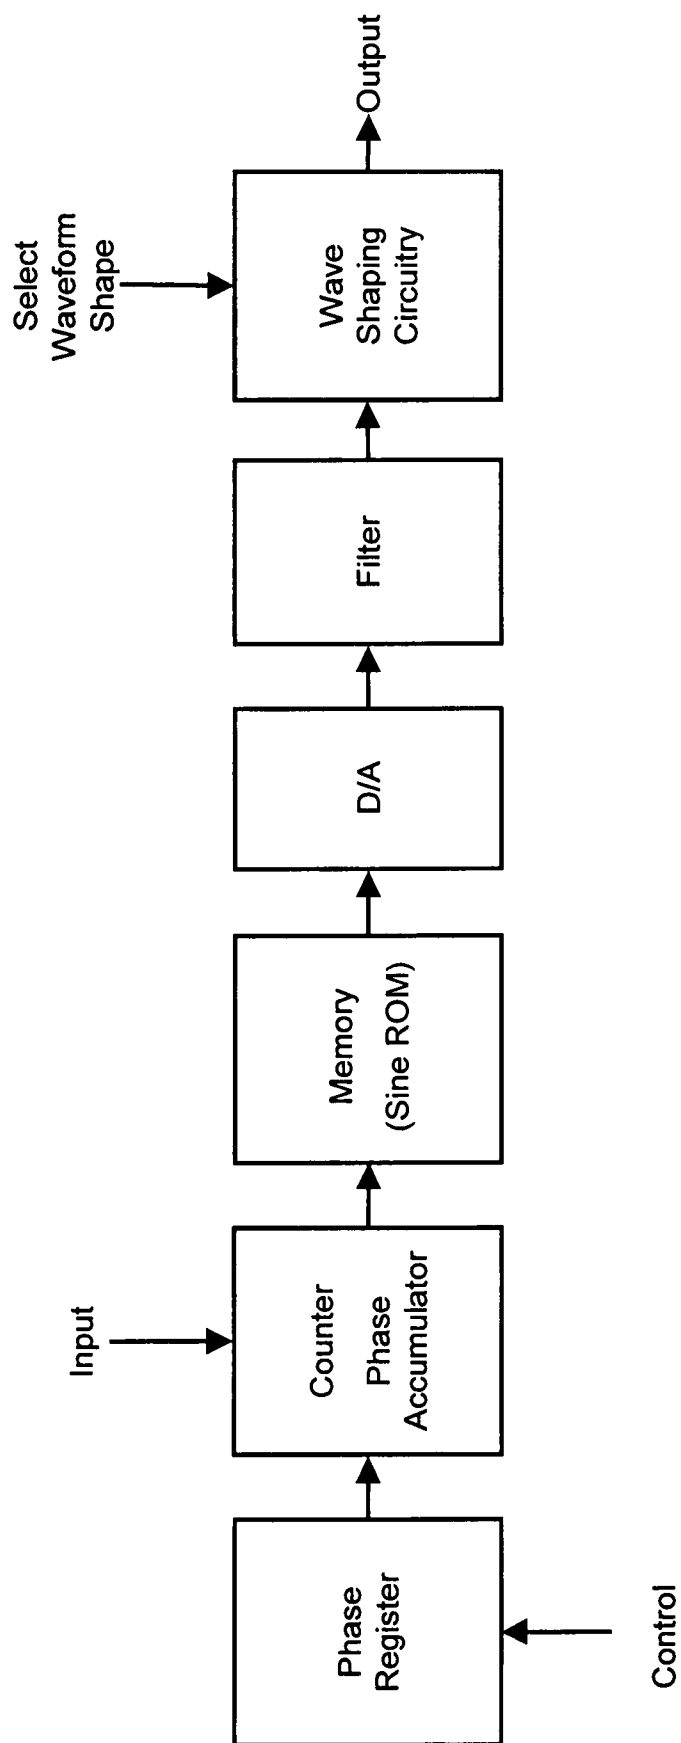 Phase
Register
Control
Input
Counter
Phase
Accumulator
Memory
(Sine ROM)
D/A
Filter
Select
Waveform
Shape
Wave
Shaping
Circuitry
Output